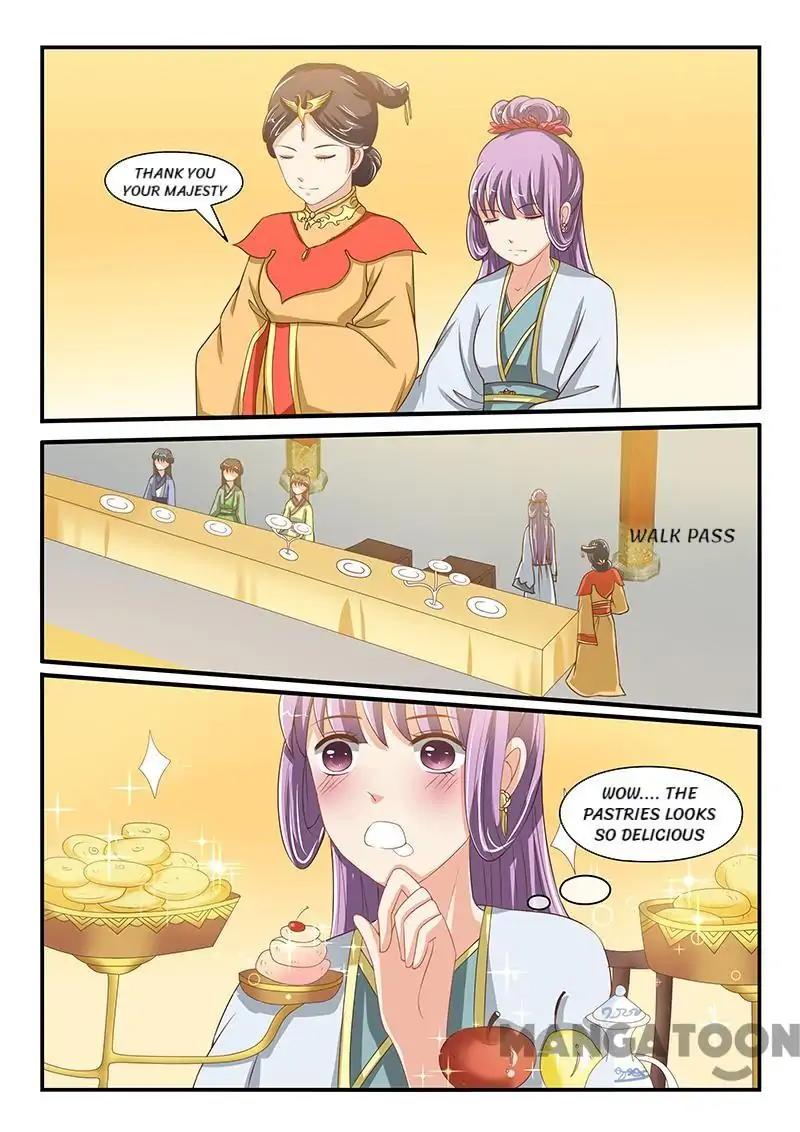 THANK YOU
YOUR MAJESTY
WALK PASS
WOW.... THE
PASTRIES LOOKS
SO DELICIOUS
MANGATOON